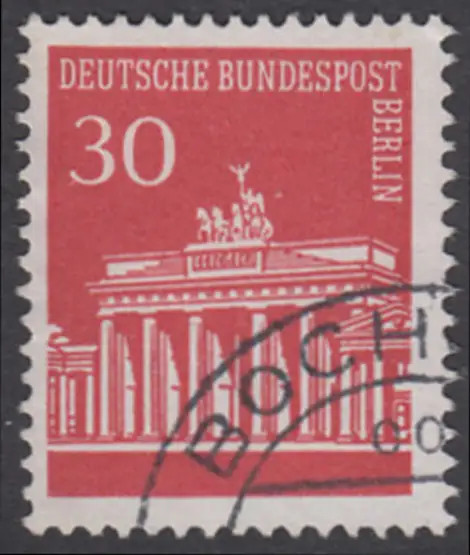 DEUTSCHE BUNDESPOST
BERLIN
30
BOCH